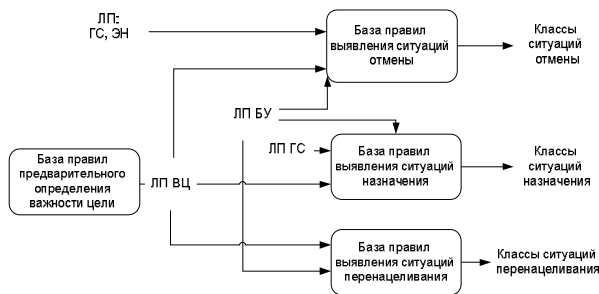 ЛП:
ГС, ЭН
База правил
выявления ситуаций
отмены
Классы
ситуаций
отмены
ЛП БУ
ЛП ГС
База правил
выявления ситуаций
назначения
Классы
ситуаций
назначения
База правил
предварительного
определения
важности цели
ЛП ВЦ
База правил
выявления ситуаций
перенацеливания
Классы ситуаций
перенацеливания